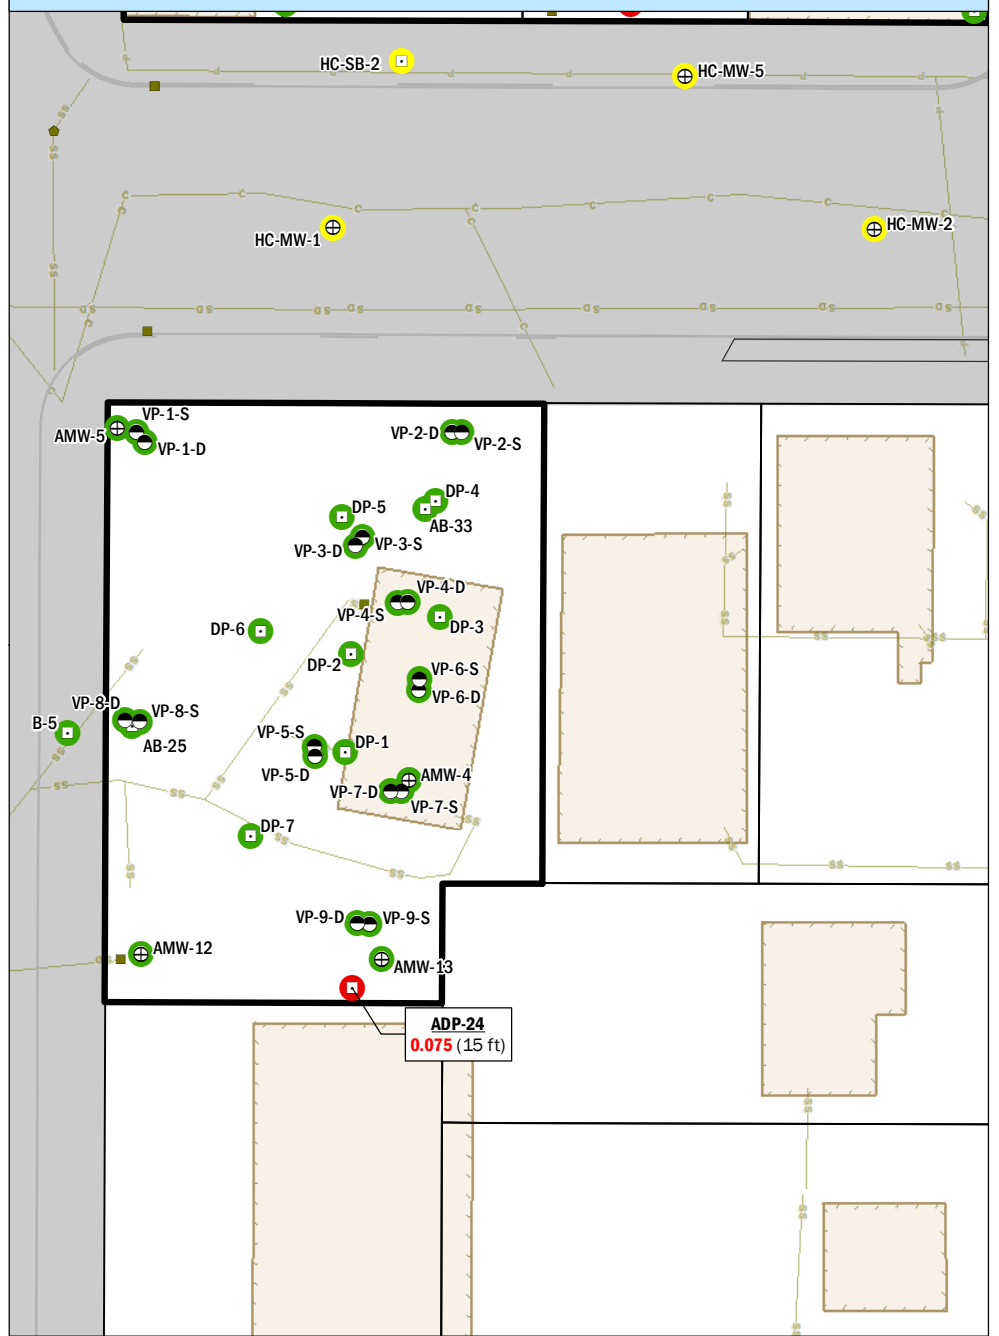 HC-SB-2
HC-MW-5
HC-MW-1
HC-MW-2
VP-1-S
AMW-5
VP-1-D
VP-2-D
VP-2-S
DP-4
DP-5
AB-33
VP-3-S
VP-3-D
VP-4-D
VP-4-S
DP-3
DP-6
DP-2
VP-6-S
VP-6-D
VP-8-D
VP-8-S
B-5
AB-25
VP-5-S
DP-1
VP-5-D
AMW-4
VP-7-D
VP-7-S
DP-7
VP-9-D
VP-9-S
AMW-12
AMW-13
ADP-24
0.075 (15 ft)